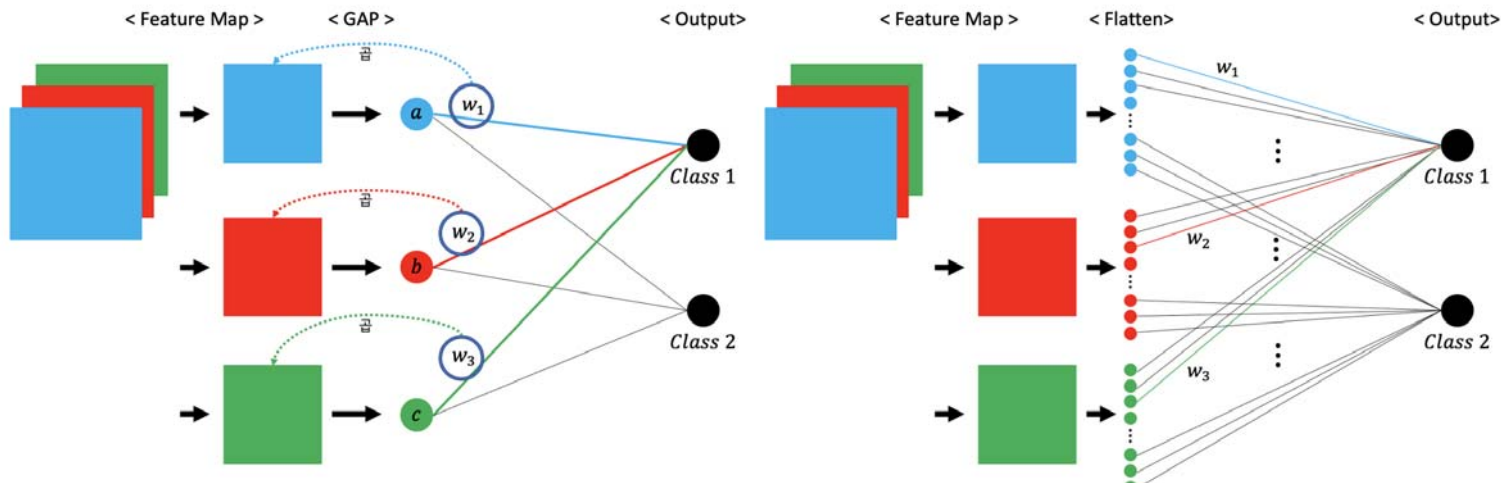 < Feature Map > < GAP > < Output>
곱
w₁
a
Class 1
곱
w₂
b
Class 2
곱
w₃
c
< Feature Map > < Flatten> < Output>
w₁
Class 1
w₂
Class 2
w₃